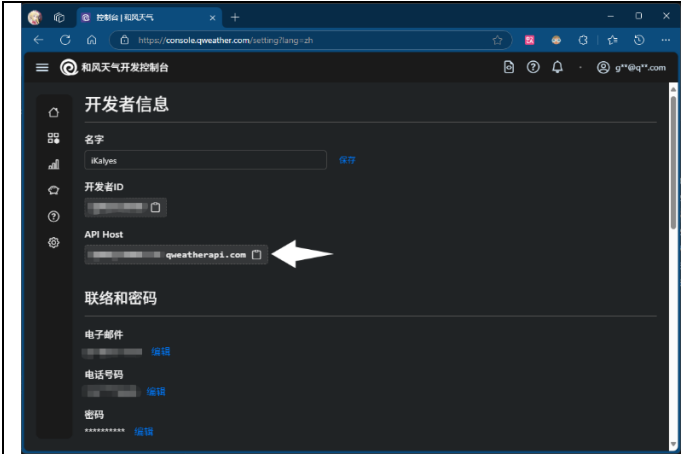 控制台 | 和风天气
https://console.qweather.com/setting?lang=zh
和风天气开发控制台
g**@q**.com
开发者信息
名字
iKalyes
保存
开发者ID
API Host
qweatherapi.com
联络和密码
电子邮件
编辑
电话号码
编辑
密码
**********
编辑